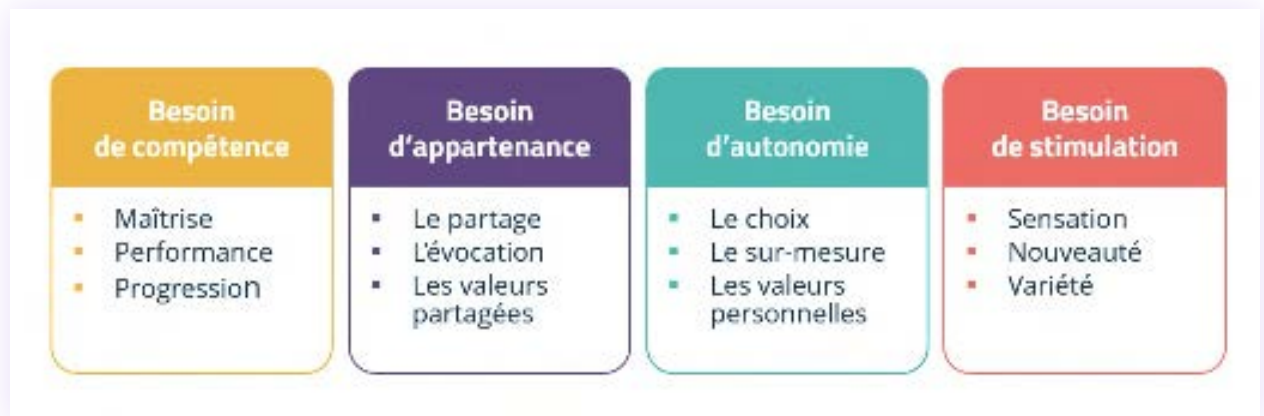 Besoin
de compétence
▪ Maîtrise
▪ Performance
▪ Progression
Besoin
d'appartenance
▪ Le partage
▪ L'évocation
▪ Les valeurs
partagées
Besoin
d'autonomie
▪ Le choix
▪ Le sur-mesure
▪ Les valeurs
personnelles
Besoin
de stimulation
▪ Sensation
▪ Nouveauté
▪ Variété